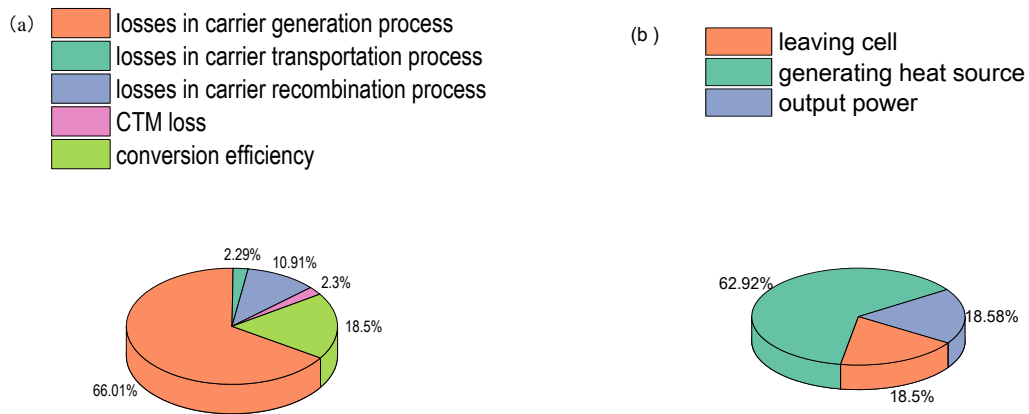 (a)
losses in carrier generation process
losses in carrier transportation process
losses in carrier recombination process
CTM loss
conversion efficiency
2.29%
10.91%
2.3%
18.5%
66.01%
(b )
leaving cell
generating heat source
output power
62.92%
18.58%
18.5%